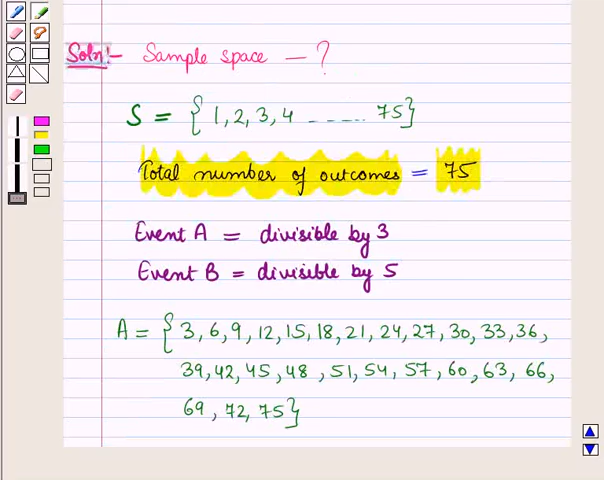 Soln:- Sample space - ?
S = {1, 2, 3, 4 ........ 75}
Total number of outcomes = 75
Event A = divisible by 3
Event B = divisible by 5
A = {3, 6, 9, 12, 15, 18, 21, 24, 27, 30, 33, 36,
39, 42, 45, 48, 51, 54, 57, 60, 63, 66,
69, 72, 75}